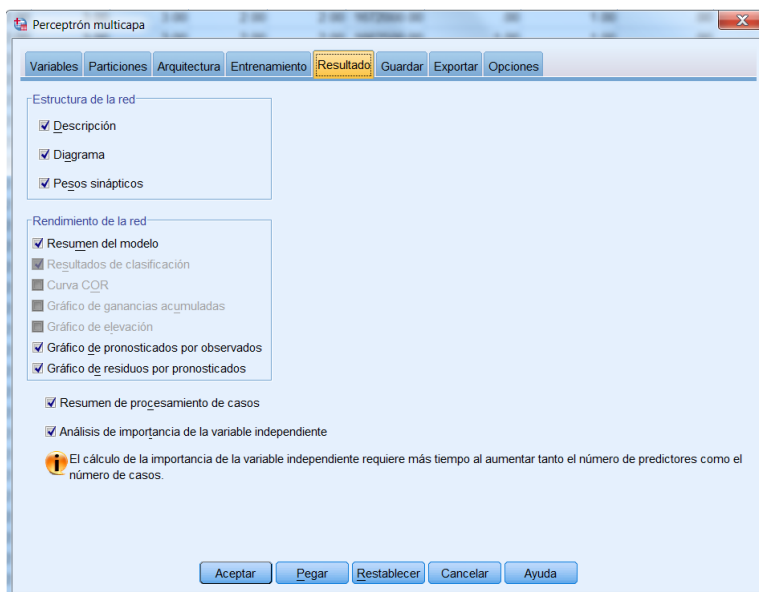 Perceptrón multicapa
Variables Particiones Arquitectura Entrenamiento Resultado Guardar Exportar Opciones
Estructura de la red
Descripción
Diagrama
Pesos sinápticos
Rendimiento de la red
Resumen del modelo
Resultados de clasificación
Curva COR
Gráfico de ganancias acumuladas
Gráfico de elevación
Gráfico de pronosticados por observados
Gráfico de residuos por pronosticados
Resumen de procesamiento de casos
Análisis de importancia de la variable independiente
El cálculo de la importancia de la variable independiente requiere más tiempo al aumentar tanto el número de predictores como el
número de casos.
Aceptar Pegar Restablecer Cancelar Ayuda